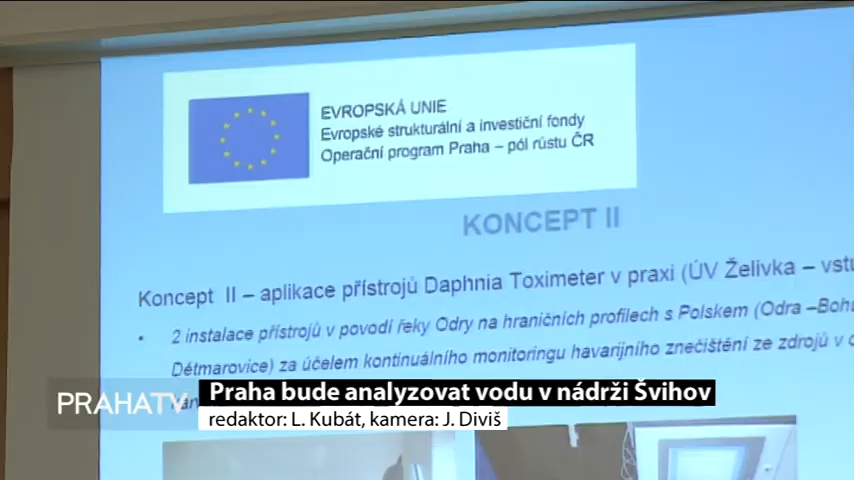 EVROPSKÁ UNIE
Evropské strukturální a investiční fondy
Operační program Praha – pól růstu ČR
KONCEPT II
Koncept II – aplikace přístrojů Daphnia Toximeter v praxi (ÚV Želivka –
• 2 instalace přístrojů v povodí řeky Odry na hraničních profilech s Polskem (Odra –
Dětmarovice) za účelem kontinuálního monitoringu havarijního znečištění ze zdrojů v
PRAHATV
Praha bude analyzovat vodu v nádrži Švihov
redaktor: L. Kubát, kamera: J. Diviš